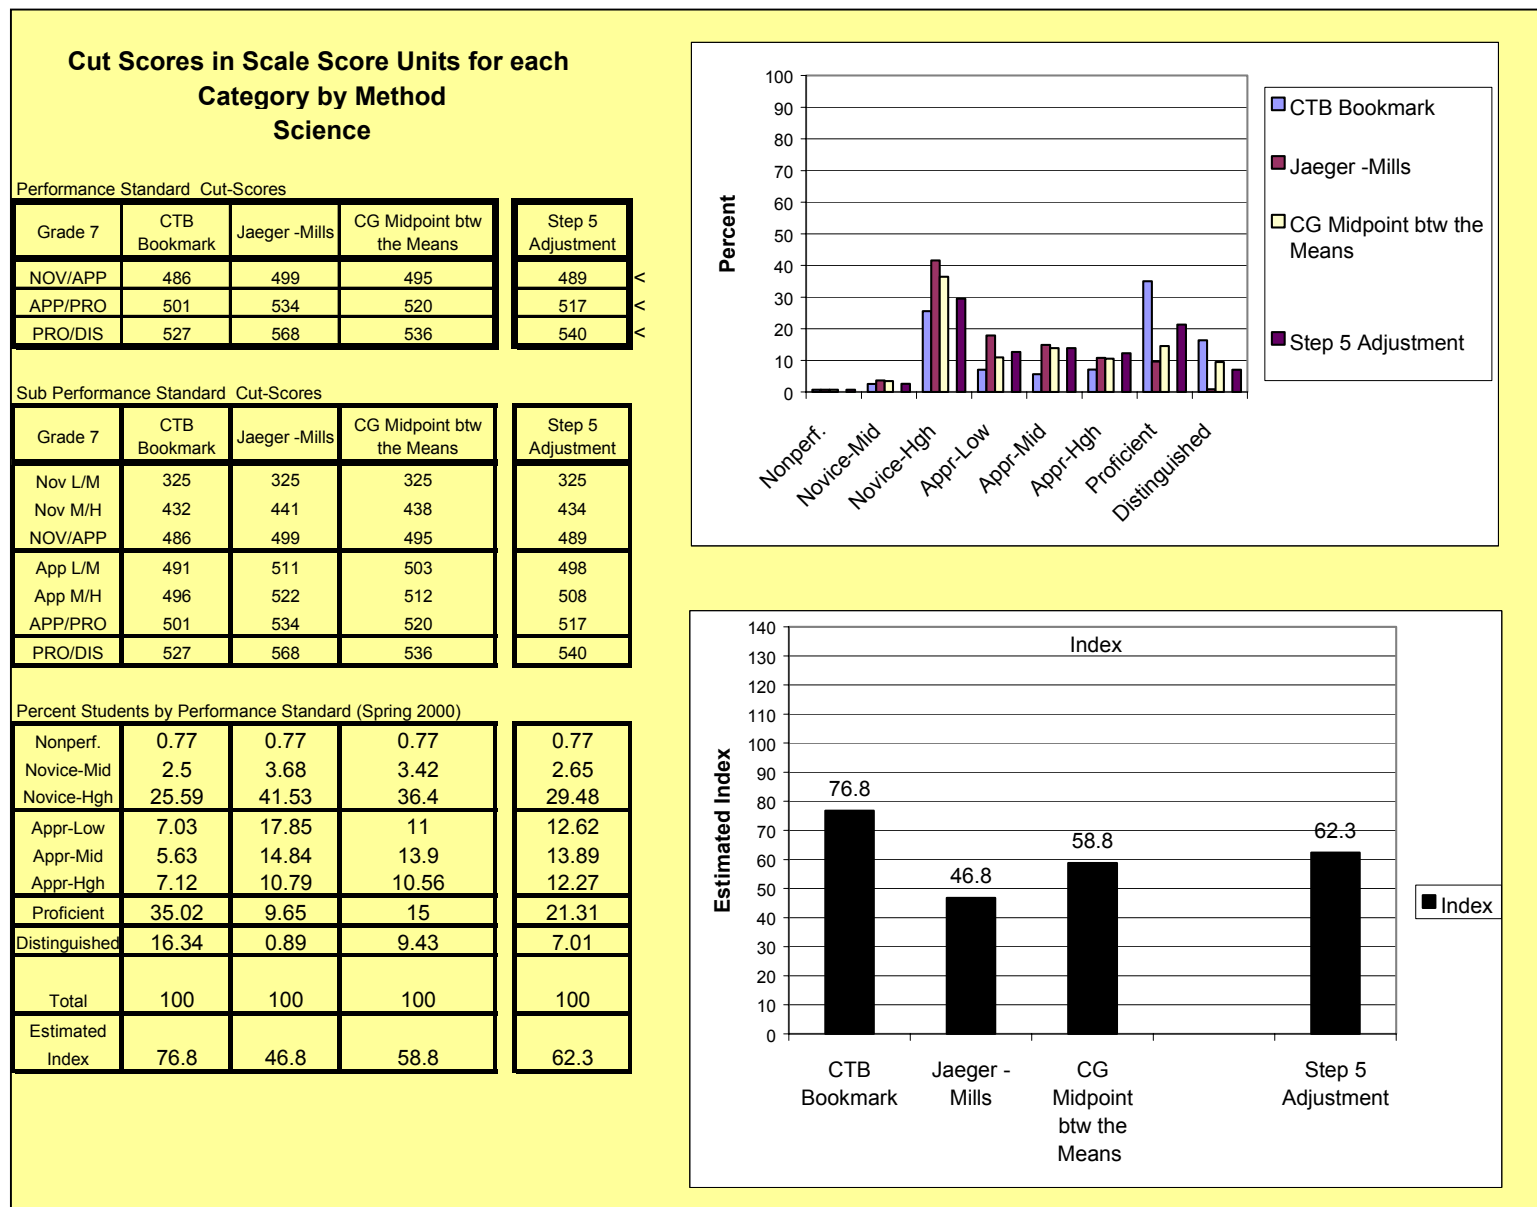 Cut Scores in Scale Score Units for each
Category by Method
Science
Performance Standard Cut-Scores
Grade 7 CTB Bookmark Jaeger -Mills CG Midpoint btw the Means Step 5 Adjustment
NOV/APP 486 499 495 489 <
APP/PRO 501 534 520 517 <
PRO/DIS 527 568 536 540 <
Sub Performance Standard Cut-Scores
Grade 7 CTB Bookmark Jaeger -Mills CG Midpoint btw the Means Step 5 Adjustment
Nov L/M 325 325 325 325
Nov M/H 432 441 438 434
NOV/APP 486 499 495 489
App L/M 491 511 503 498
App M/H 496 522 512 508
APP/PRO 501 534 520 517
PRO/DIS 527 568 536 540
Percent Students by Performance Standard (Spring 2000)
Nonperf. 0.77 0.77 0.77 0.77
Novice-Mid 2.5 3.68 3.42 2.65
Novice-Hgh 25.59 41.53 36.4 29.48
Appr-Low 7.03 17.85 11 12.62
Appr-Mid 5.63 14.84 13.9 13.89
Appr-Hgh 7.12 10.79 10.56 12.27
Proficient 35.02 9.65 15 21.31
Distinguished 16.34 0.89 9.43 7.01
Total 100 100 100 100
Estimated
Index 76.8 46.8 58.8 62.3
Percent
100
90
80
70
60
50
40
30
20
10
0
Nonperf.
Novice-Mid
Novice-Hgh
Appr-Low
Appr-Mid
Appr-Hgh
Proficient
Distinguished
CTB Bookmark
Jaeger -Mills
CG Midpoint btw the
Means
Step 5 Adjustment
Index
Estimated Index
140
130
120
110
100
90
80
70
60
50
40
30
20
10
0
76.8
46.8
58.8
62.3
CTB
Bookmark
Jaeger -
Mills
CG
Midpoint
btw the
Means
Step 5
Adjustment
Index